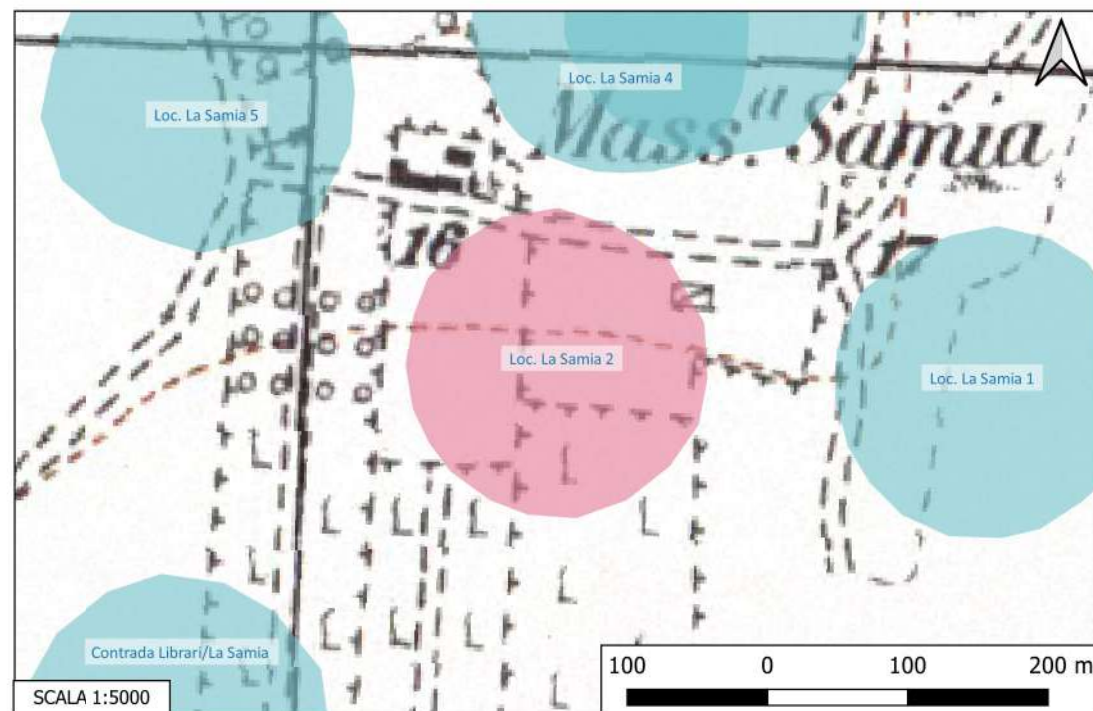 Loc. La Samia 4
Loc. La Samia 5
Mass. Samia
16
Loc. La Samia 2
Loc. La Samia 1
Contrada Librari/La Samia
SCALA 1:5000
100 0 100 200 m